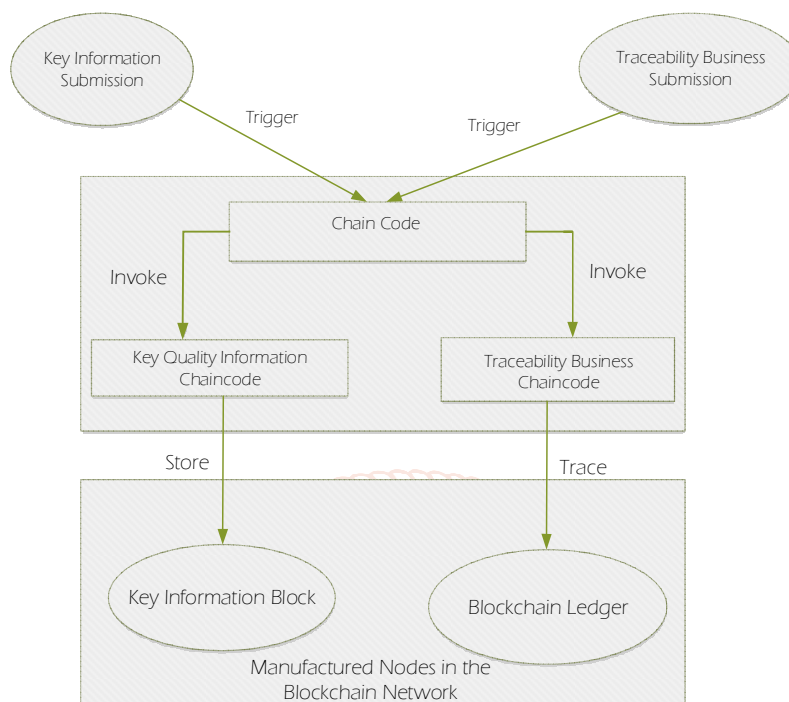 Key Information
Submission
Traceability Business
Submission
Trigger
Trigger
Chain Code
Invoke
Invoke
Key Quality Information
Chaincode
Traceability Business
Chaincode
Store
Trace
Key Information Block
Blockchain Ledger
Manufactured Nodes in the
Blockchain Network